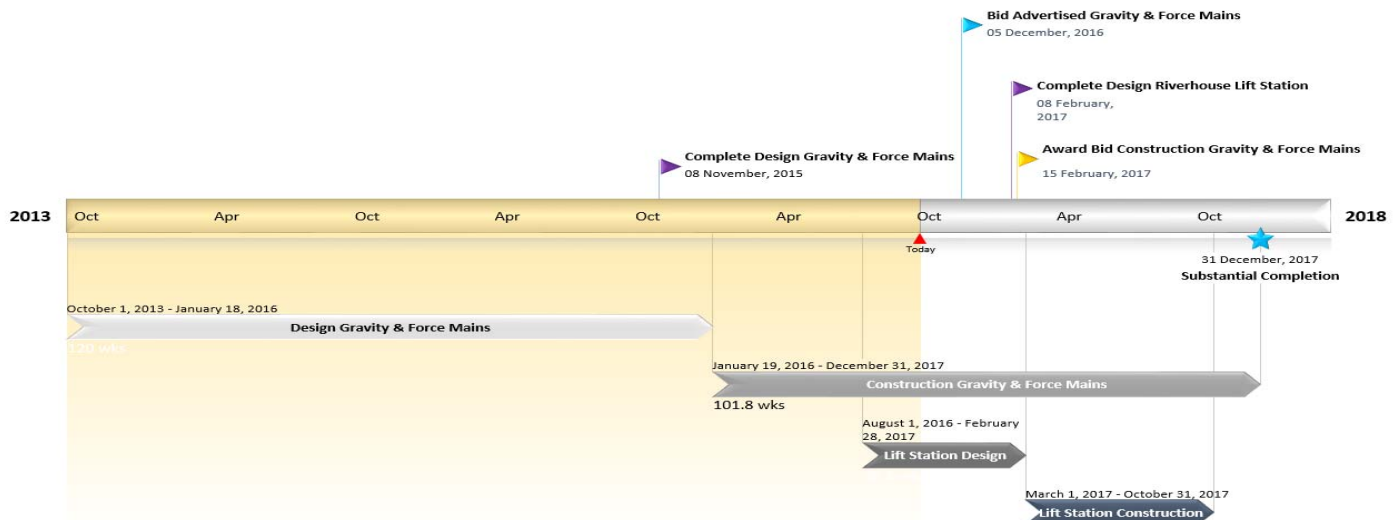 Bid Advertised Gravity & Force Mains
05 December, 2016
Complete Design Riverhouse Lift Station
08 February,
2017
Award Bid Construction Gravity & Force Mains
15 February, 2017
Complete Design Gravity & Force Mains
08 November, 2015
2013 Oct Apr Oct Apr Oct Apr Oct Apr Oct 2018
Today
31 December, 2017
Substantial Completion
October 1, 2013 - January 18, 2016
Design Gravity & Force Mains
120 wks
January 19, 2016 - December 31, 2017
Construction Gravity & Force Mains
101.8 wks
August 1, 2016 - February
28, 2017
Lift Station Design
March 1, 2017 - October 31, 2017
Lift Station Construction